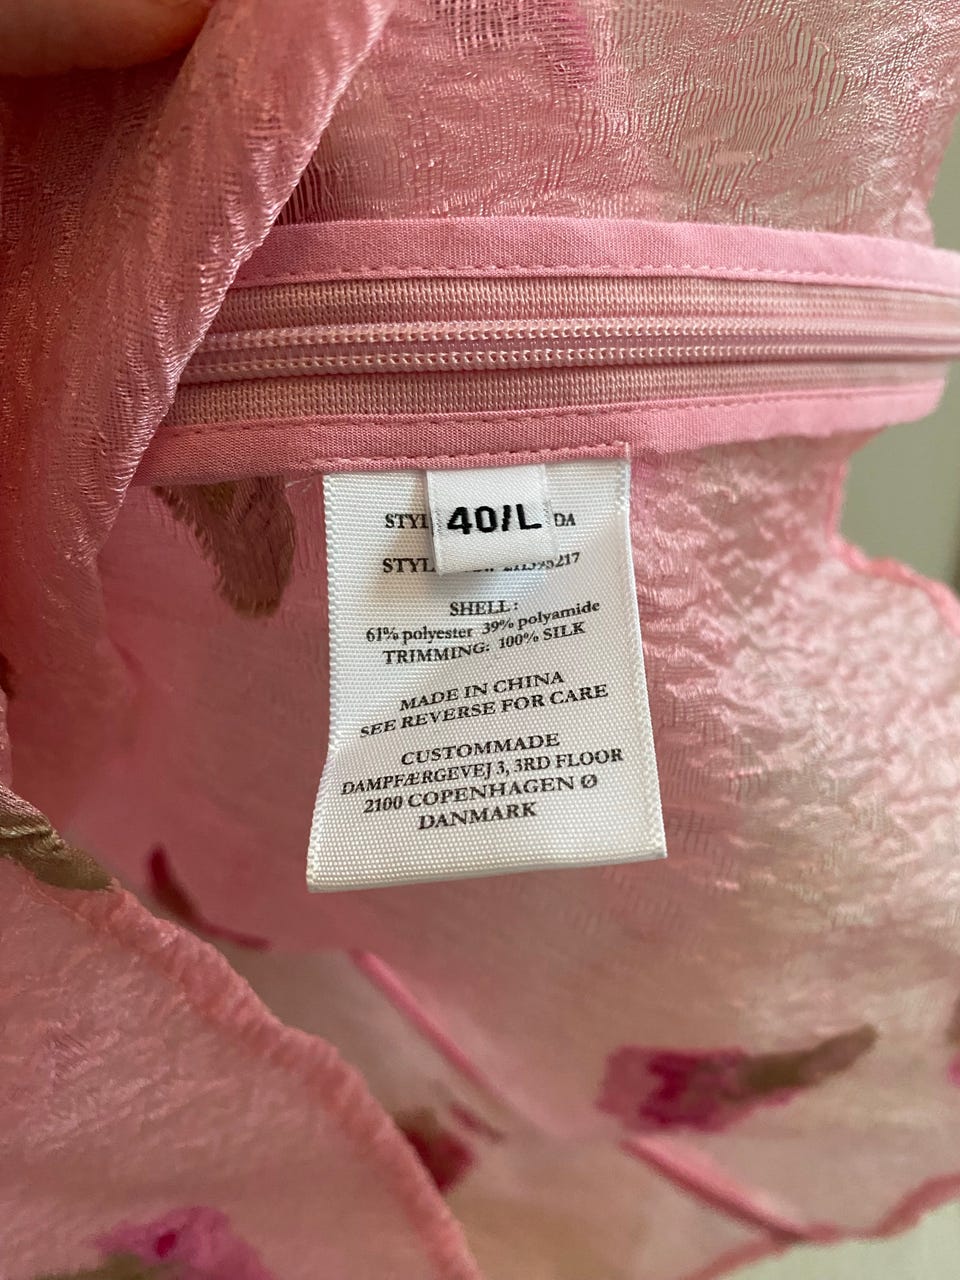 40/L
SHELL:
61% polyester 39% polyamide
TRIMMING: 100% SILK
MADE IN CHINA
SEE REVERSE FOR CARE
CUSTOMMADE
DAMPFÆRGEVEJ 3, 3RD FLOOR
2100 COPENHAGEN Ø
DANMARK